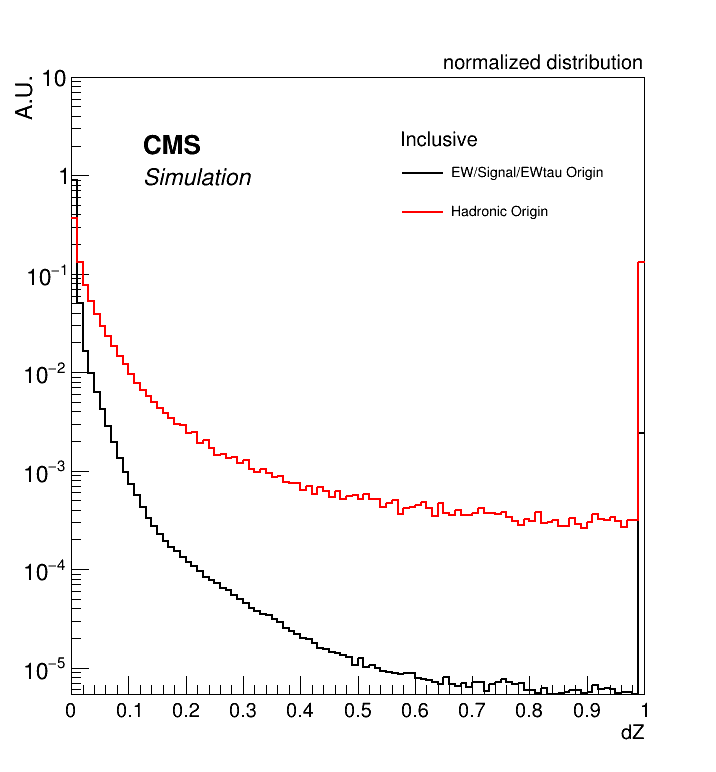 normalized distribution
A.U.
10
CMS
Simulation
Inclusive
EW/Signal/EWtau Origin
Hadronic Origin
1
10⁻¹
10⁻²
10⁻³
10⁻⁴
10⁻⁵
0 0.1 0.2 0.3 0.4 0.5 0.6 0.7 0.8 0.9 1
dZ